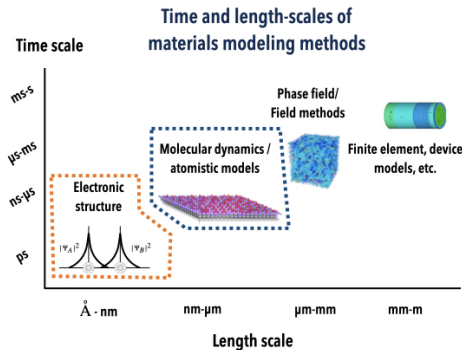 Time and length-scales of
materials modeling methods
Time scale
ms-s
μs-ms
ns-μs
ps
Phase field/
Field methods
Molecular dynamics /
atomistic models
Finite element, device
models, etc.
Electronic
structure
|Ψ_A|²
|Ψ_B|²
Å - nm
nm-μm
μm-mm
mm-m
Length scale